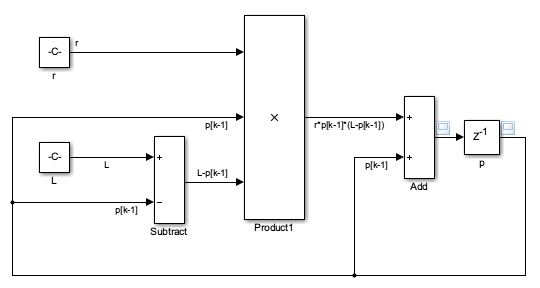 r
-C-
r
p[k-1]
×
r*p[k-1]*(L-p[k-1])
+
Z-1
-C-
L
L
+
L-p[k-1]
p[k-1]
+
p
p[k-1]
−
Add
Subtract
Product1